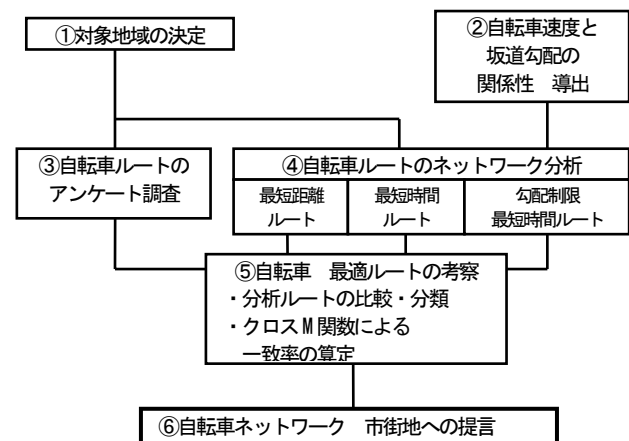 ①対象地域の決定
②自転車速度と
坂道勾配の
関係性 導出
③自転車ルートの
アンケート調査
④自転車ルートのネットワーク分析
最短距離
ルート
最短時間
ルート
勾配制限
最短時間ルート
⑤自転車 最適ルートの考察
・分析ルートの比較・分類
・クロスM関数による
一致率の算定
⑥自転車ネットワーク 市街地への提言